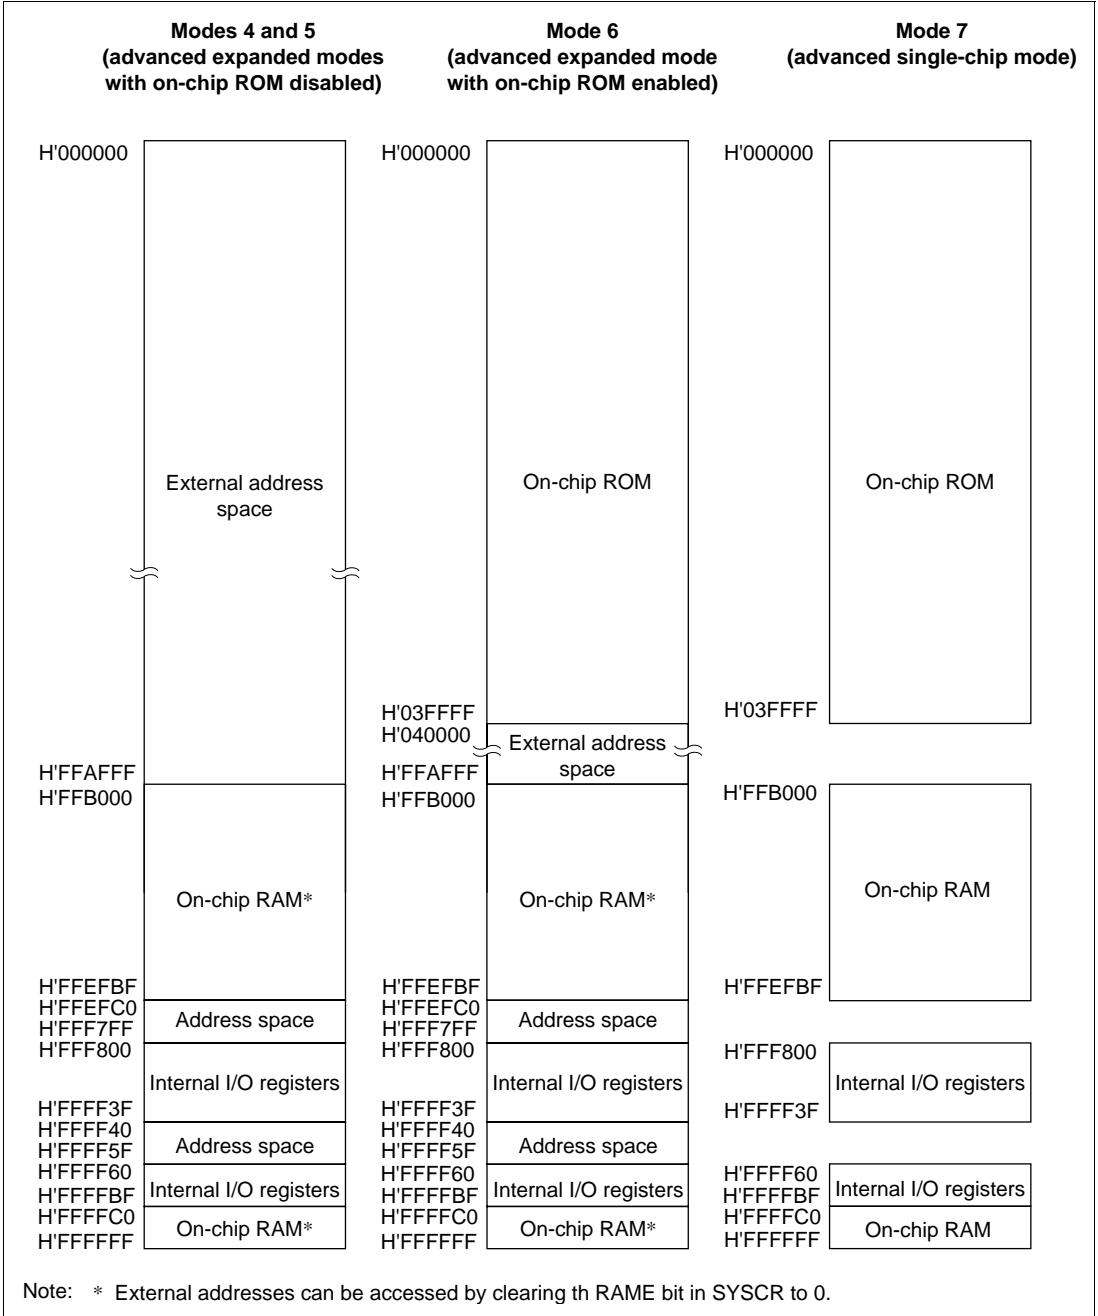 Modes 4 and 5
(advanced expanded modes
with on-chip ROM disabled)
H'000000
External address
space
H'FFAFFF
H'FFB000
On-chip RAM*
H'FFEFBF
H'FFEFC0
Address space
H'FFF7FF
H'FFF800
Internal I/O registers
H'FFFF3F
H'FFFF40
Address space
H'FFFF5F
H'FFFF60
Internal I/O registers
H'FFFFBF
H'FFFFC0
On-chip RAM*
H'FFFFFF
Mode 6
(advanced expanded mode
with on-chip ROM enabled)
H'000000
On-chip ROM
H'03FFFF
H'040000
External address
space
H'FFAFFF
H'FFB000
On-chip RAM*
H'FFEFBF
H'FFEFC0
Address space
H'FFF7FF
H'FFF800
Internal I/O registers
H'FFFF3F
H'FFFF40
Address space
H'FFFF5F
H'FFFF60
Internal I/O registers
H'FFFFBF
H'FFFFC0
On-chip RAM*
H'FFFFFF
Mode 7
(advanced single-chip mode)
H'000000
On-chip ROM
H'03FFFF
H'FFB000
On-chip RAM
H'FFEFBF
H'FFF800
Internal I/O registers
H'FFFF3F
H'FFFF60
Internal I/O registers
H'FFFFBF
H'FFFFC0
On-chip RAM
H'FFFFFF
Note: * External addresses can be accessed by clearing th RAME bit in SYSCR to 0.